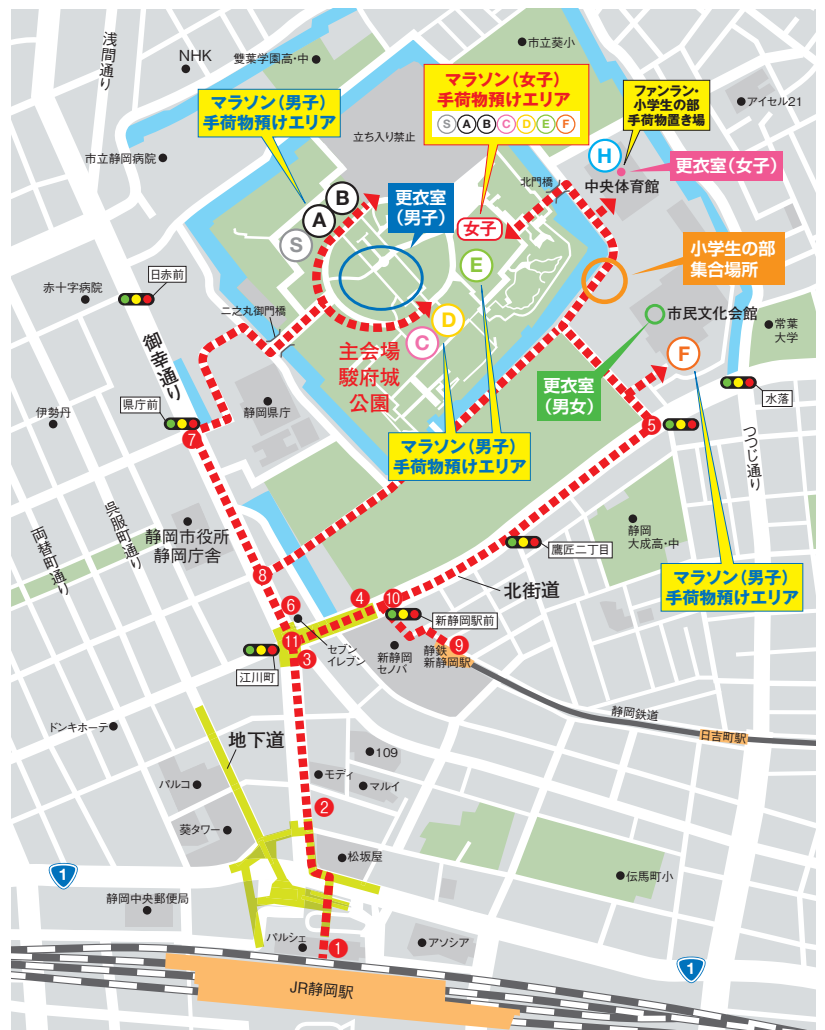 浅間通り
NHK
雙葉学園高・中
市立葵小
マラソン（男子）
手荷物預けエリア
マラソン（女子）
手荷物預けエリア
S A B C D E F
ファンラン・
小学生の部
手荷物置き場
アイセル21
立ち入り禁止
市立静岡病院
H
更衣室（女子）
中央体育館
北門橋
B
A
S
更衣室
（男子）
女子
E
小学生の部
集合場所
赤十字病院
日赤前
二之丸御門橋
御幸通り
D
C
市民文化会館
常葉
大学
主会場
駿府城
公園
F
更衣室
（男女）
水落
伊勢丹
県庁前
静岡県庁
7
5
マラソン（男子）
手荷物預けエリア
つつじ通り
呉服町通り
両替町通り
静岡市役所
静岡庁舎
静岡
大成高・中
鷹匠二丁目
8
北街道
マラソン（男子）
手荷物預けエリア
6
4
10
新静岡駅前
11
セブン
イレブン
3
新静岡
セノバ
静鉄
新静岡駅
9
江川町
静岡鉄道
日吉町駅
ドンキホーテ
地下道
109
モディ
マルイ
パルコ
2
葵タワー
松坂屋
1
静岡中央郵便局
伝馬町小
パルシェ
1
アソシア
1
JR静岡駅